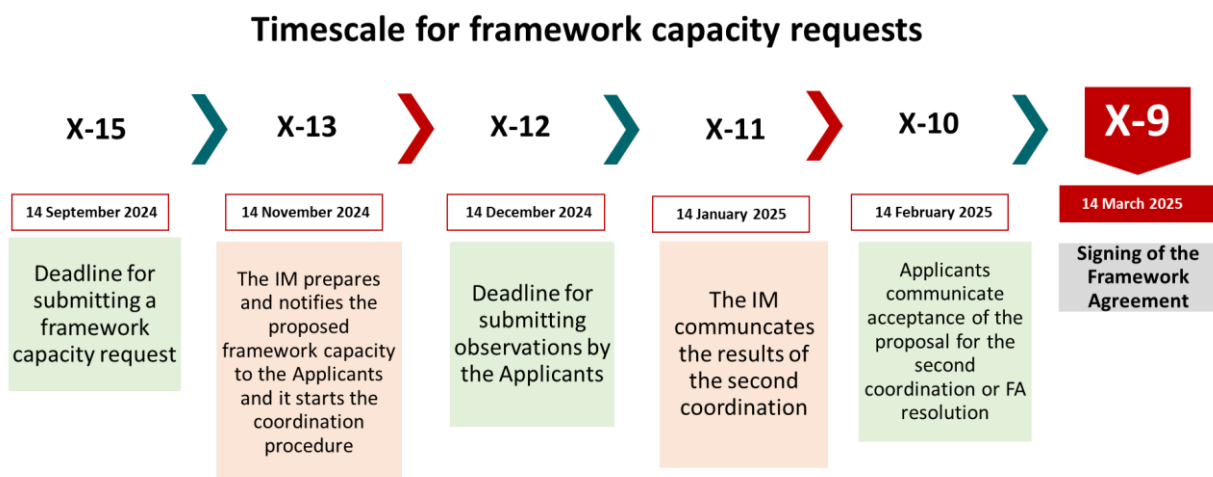 Timescale for framework capacity requests
X-15
X-13
X-12
X-11
X-10
X-9
14 September 2024
14 November 2024
14 December 2024
14 January 2025
14 February 2025
14 March 2025
Deadline for
submitting a
framework
capacity request
The IM prepares
and notifies the
proposed
framework capacity
to the Applicants
and it starts the
coordination
procedure
Deadline for
submitting
observations by
the Applicants
The IM
communcates
the results of
the second
coordination
Applicants
communicate
acceptance of the
proposal for the
second
coordination or FA
resolution
Signing of the
Framework
Agreement